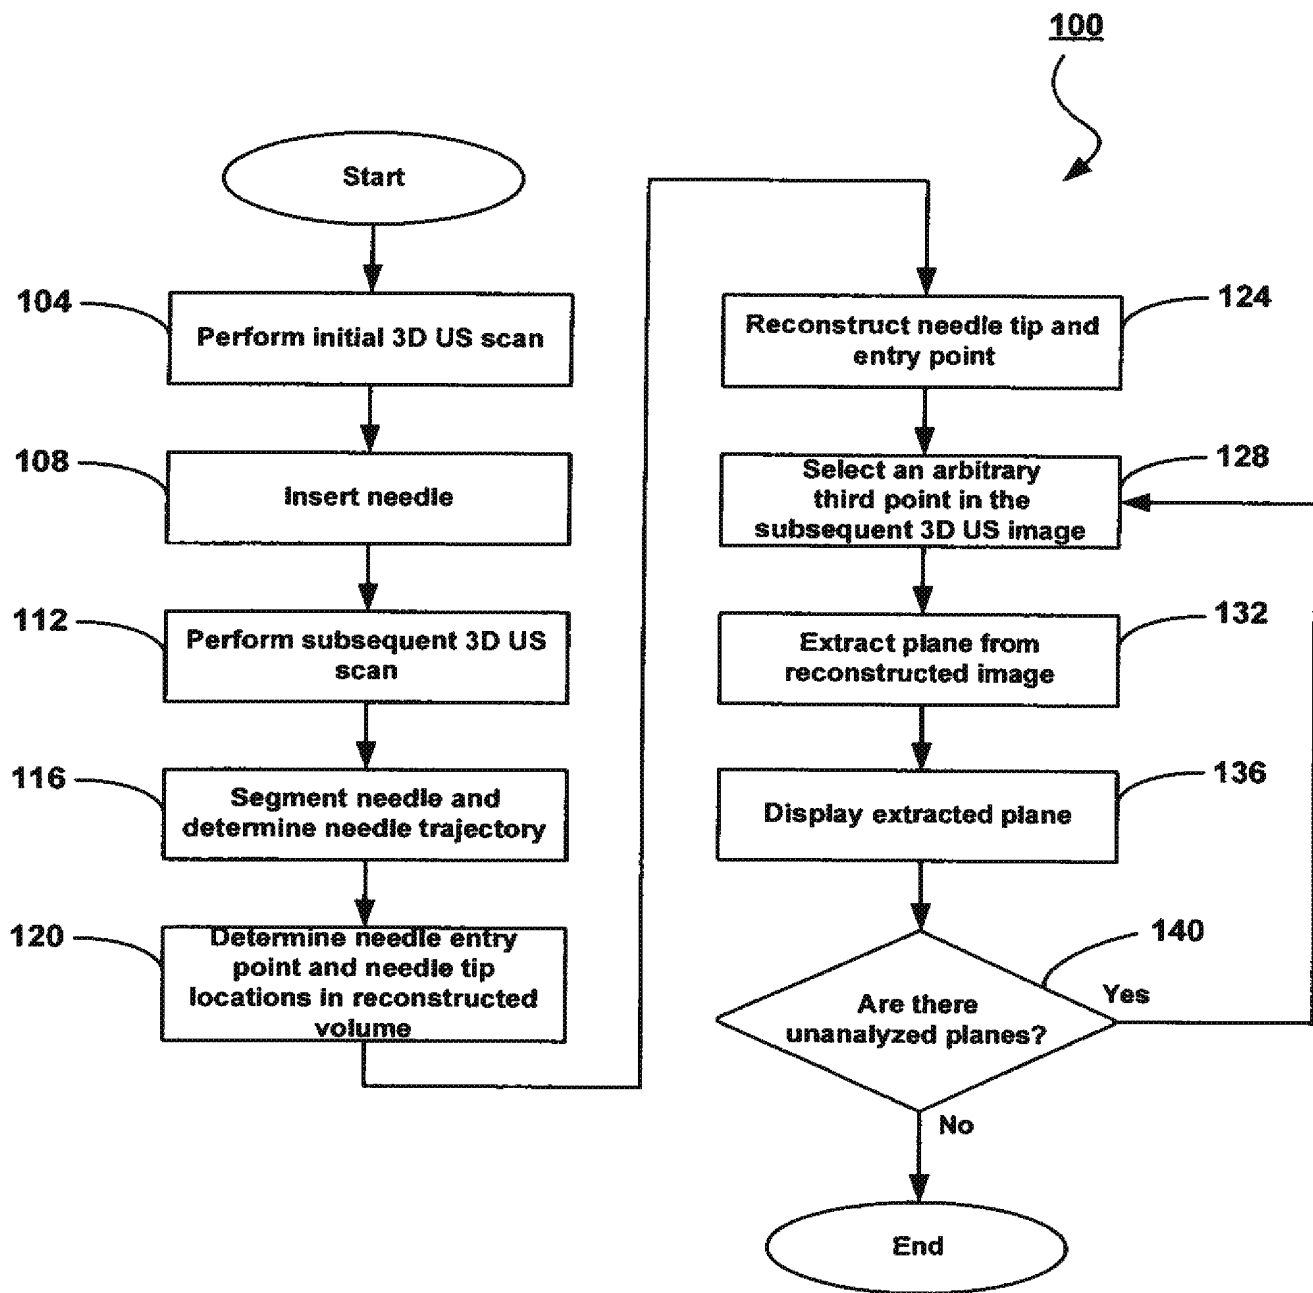 100
Start
104
Perform initial 3D US scan
108
Insert needle
112
Perform subsequent 3D US
scan
116
Segment needle and
determine needle trajectory
120
Determine needle entry
point and needle tip
locations in reconstructed
volume
124
Reconstruct needle tip and
entry point
128
Select an arbitrary
third point in the
subsequent 3D US image
132
Extract plane from
reconstructed image
136
Display extracted plane
140
Are there
unanalyzed planes?
Yes
No
End